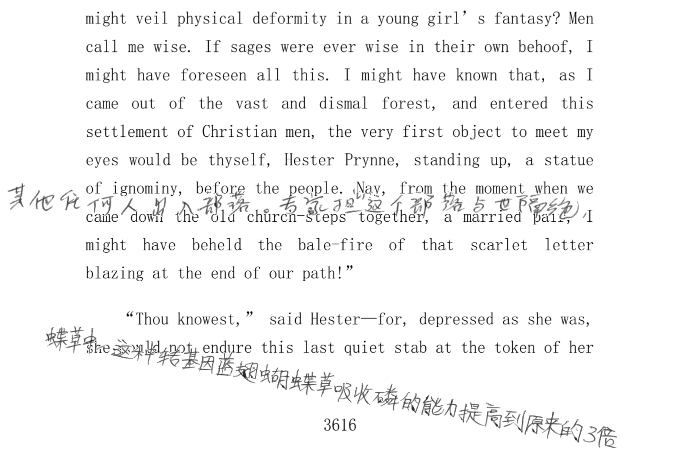 might veil physical deformity in a young girl’s fantasy? Men
call me wise. If sages were ever wise in their own behoof, I
might have foreseen all this. I might have known that, as I
came out of the vast and dismal forest, and entered this
settlement of Christian men, the very first object to meet my
eyes would be thyself, Hester Prynne, standing up, a statue
of ignominy, before the people. Nay, from the moment when we
其他任何人出入部落。专家担这个部落与世隔绝,
came down the old church-steps together, a married pair, I
might have beheld the bale-fire of that scarlet letter
blazing at the end of our path!”
“Thou knowest,” said Hester—for, depressed as she was,
she could not endure this last quiet stab at the token of her
蝶草中,这种转基因蓝翅蝴蝶草吸收磷的能力提高到原来的3倍
3616